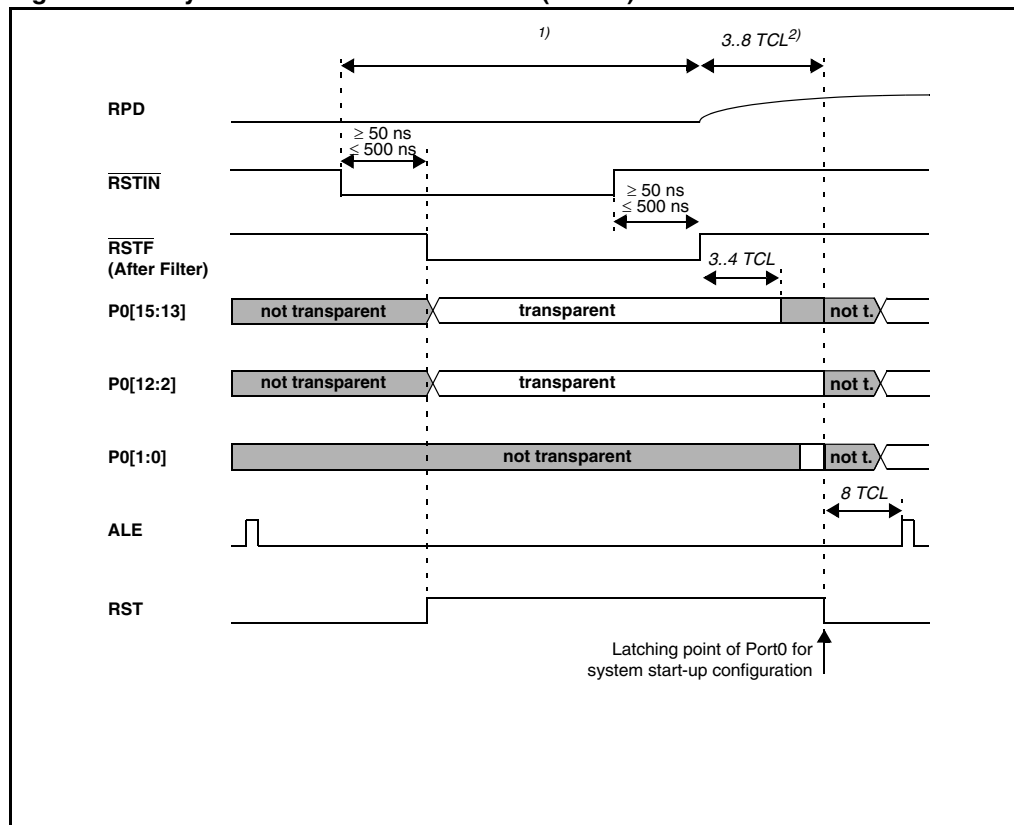 1)
3..8 TCL2)
RPD
≥ 50 ns
≤ 500 ns
RSTIN
≥ 50 ns
≤ 500 ns
RSTF
(After Filter)
3..4 TCL
P0[15:13]
not transparent
transparent
not t.
P0[12:2]
not transparent
transparent
not t.
P0[1:0]
not transparent
not t.
8 TCL
ALE
RST
Latching point of Port0 for
system start-up configuration